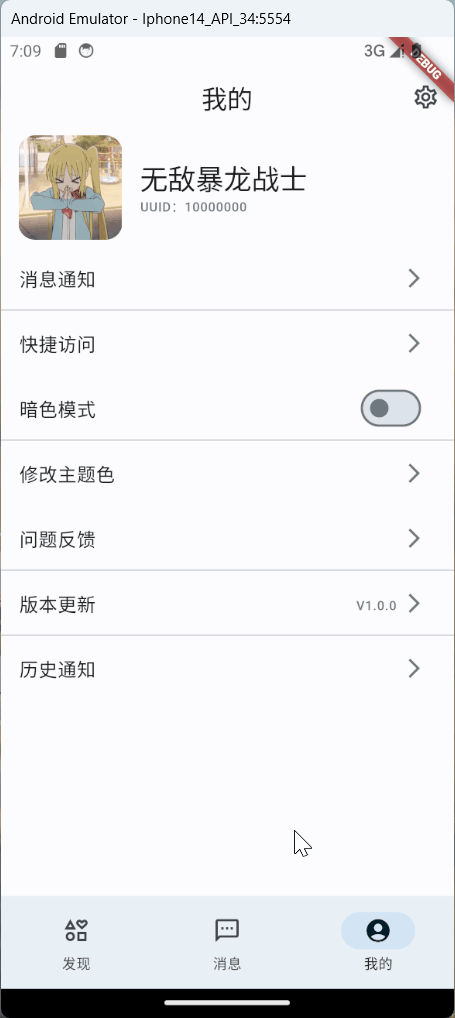 Android Emulator - Iphone14_API_34:5554
7:09
3G
DEBUG
我的
无敌暴龙战士
UUID: 10000000
消息通知
快捷访问
暗色模式
修改主题色
问题反馈
版本更新 V1.0.0
历史通知
发现 消息 我的